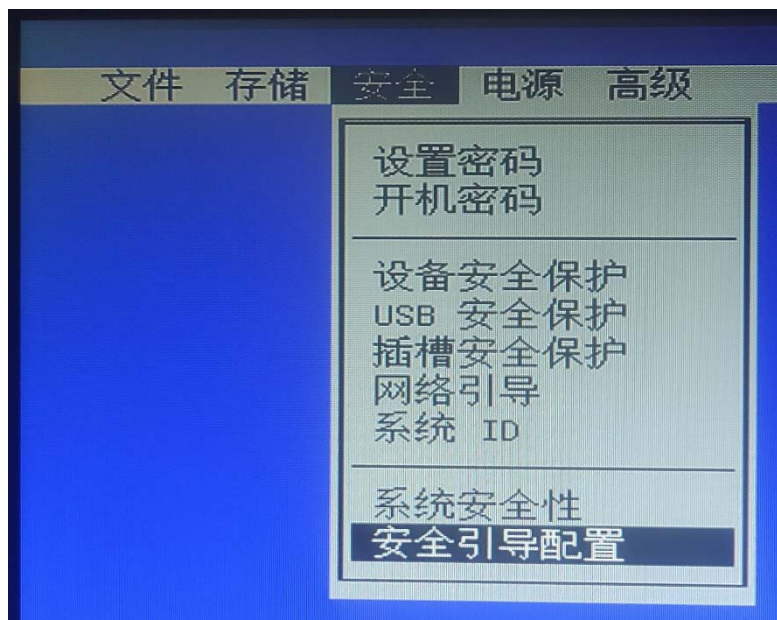 文件 存储 安全 电源 高级
设置密码
开机密码
设备安全保护
USB 安全保护
插槽安全保护
网络引导
系统 ID
系统安全性
安全引导配置